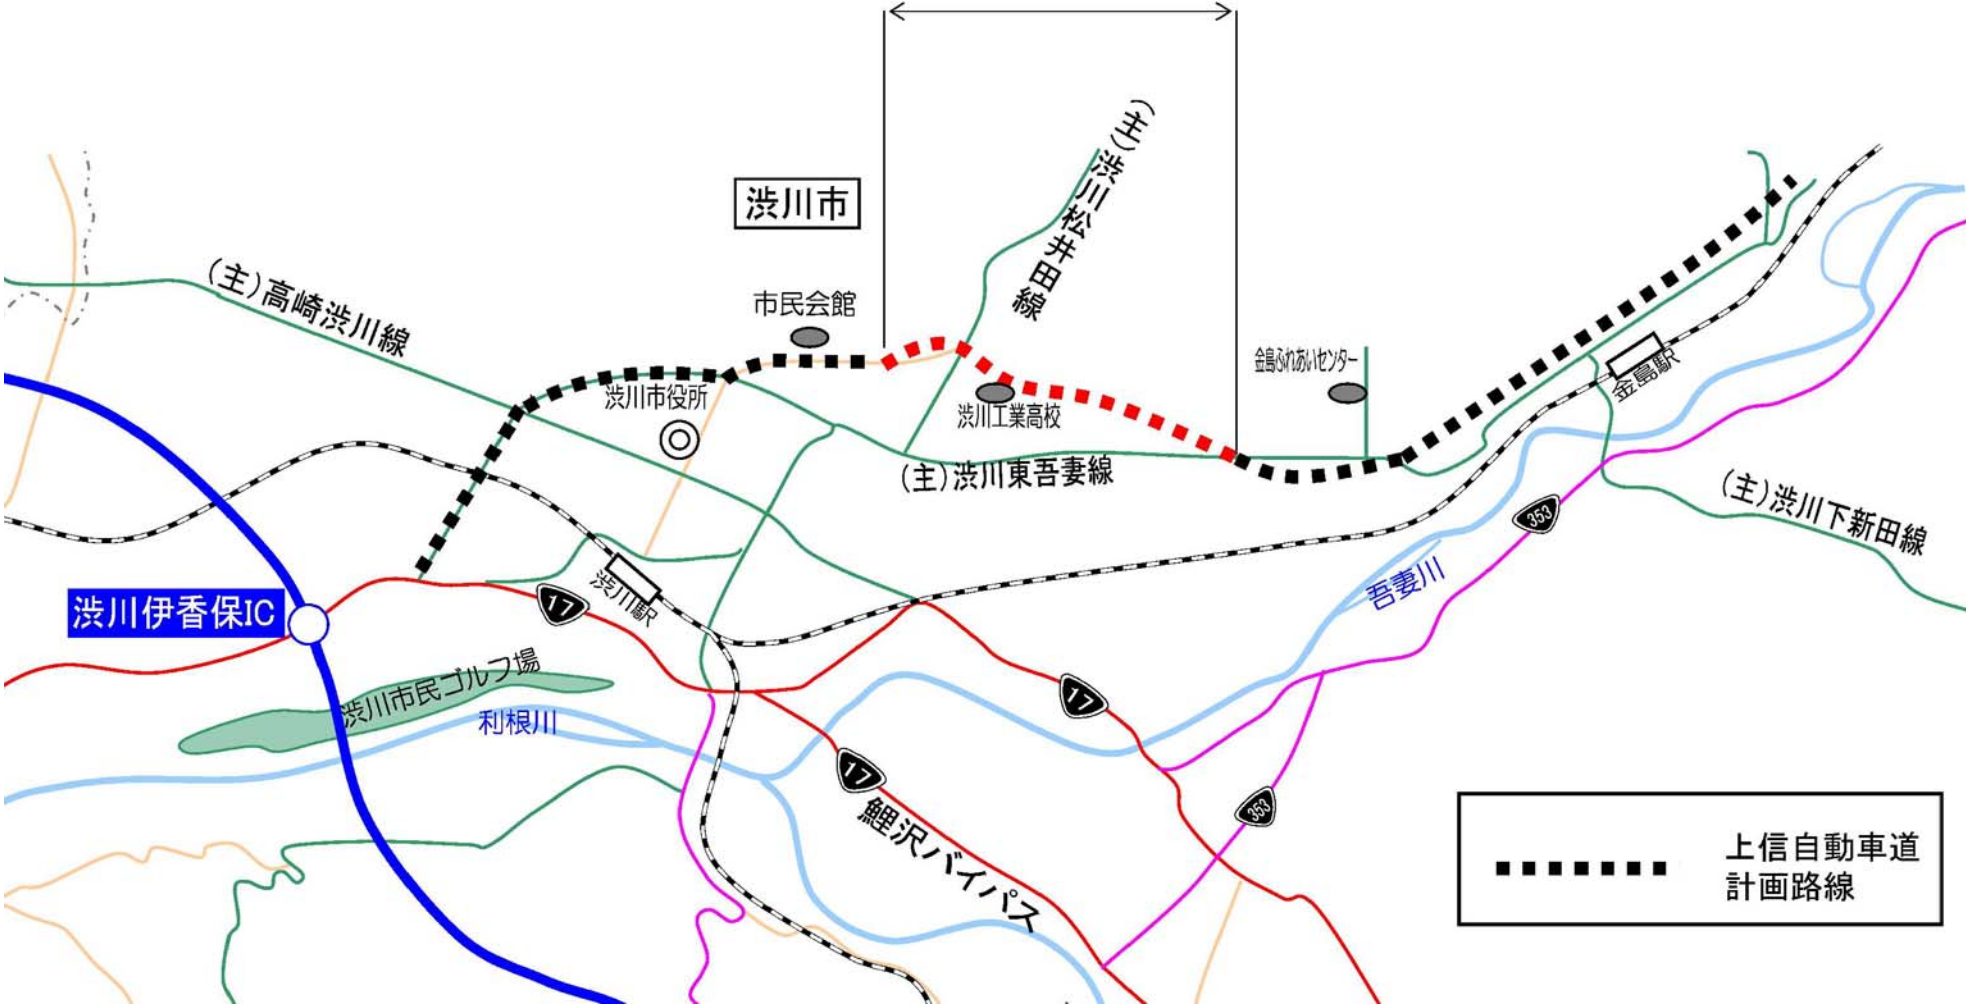 (主)渋川松井田線
渋川市
(主)高崎渋川線
市民会館
金島ふれあいセンター
金島駅
渋川市役所
渋川工業高校
(主)渋川東吾妻線
(主)渋川下新田線
353
吾妻川
渋川伊香保IC
17
渋川駅
渋川市民ゴルフ場
利根川
17
17
353
鯉沢バイパス
上信自動車道
計画路線